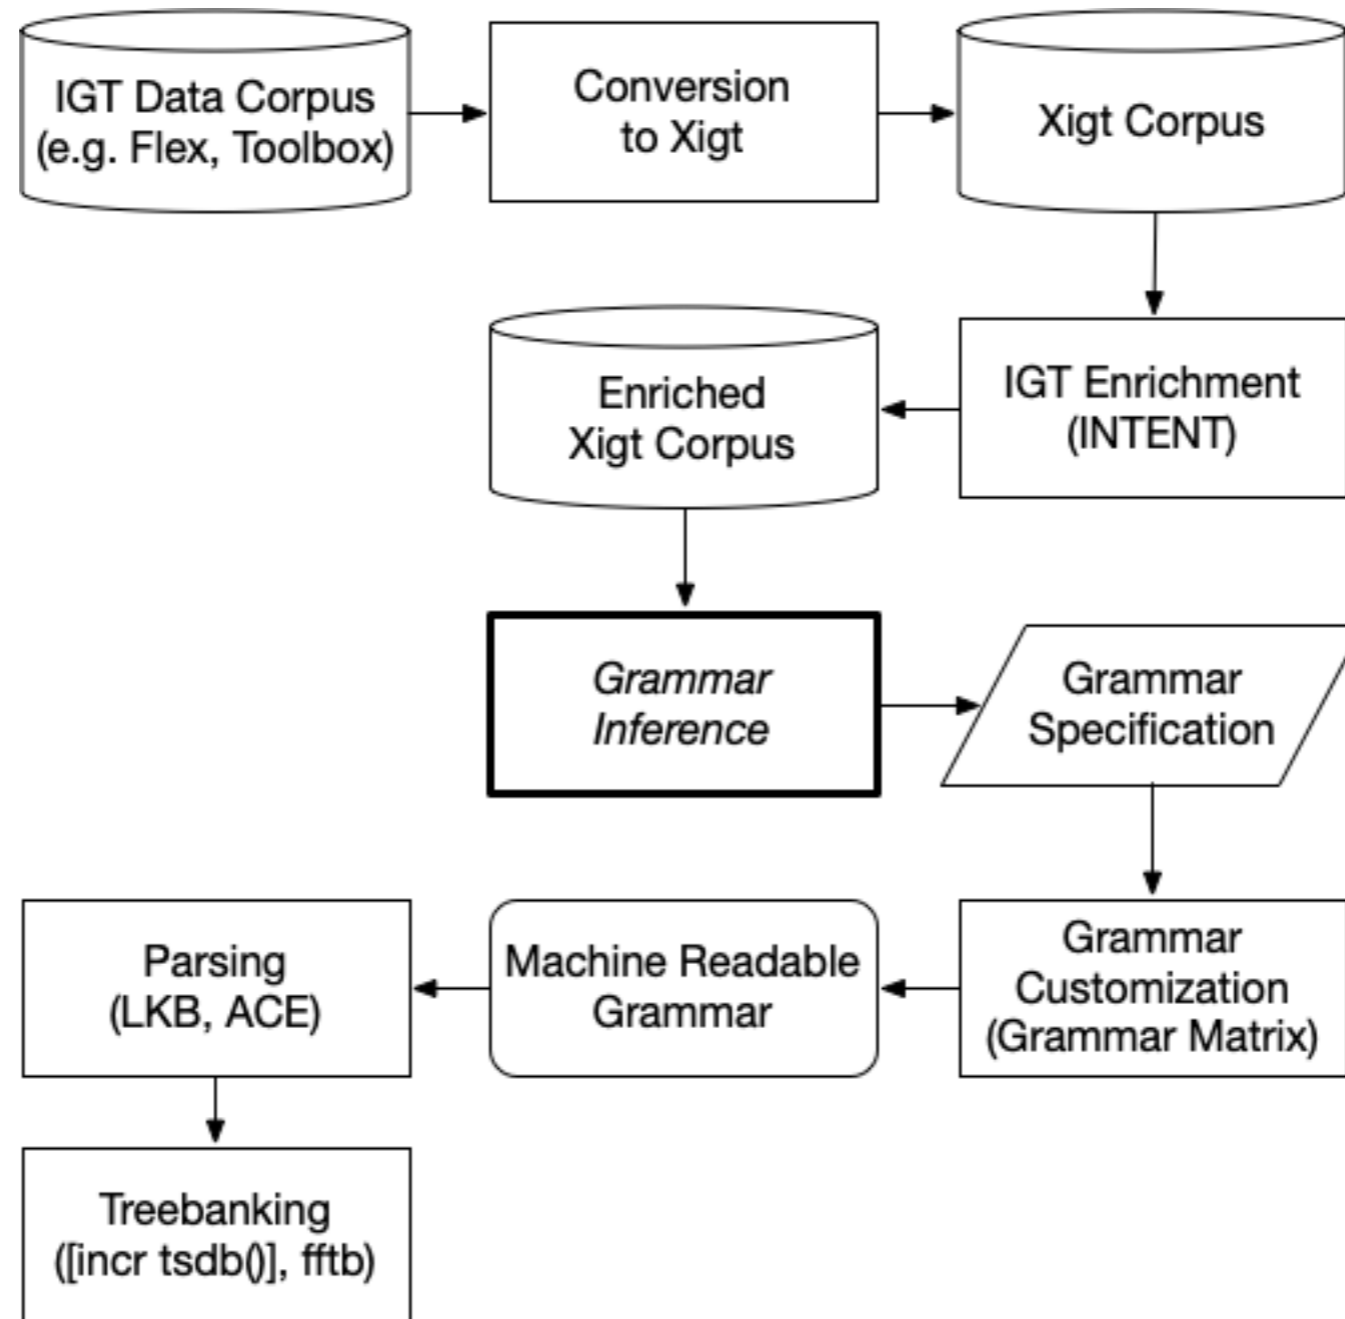 IGT Data Corpus
(e.g. Flex, Toolbox)
Conversion
to Xigt
Xigt Corpus
IGT Enrichment
(INTENT)
Enriched
Xigt Corpus
Grammar
Inference
Grammar
Specification
Grammar
Customization
(Grammar Matrix)
Machine Readable
Grammar
Parsing
(LKB, ACE)
Treebanking
([incr tsdb()], fftb)